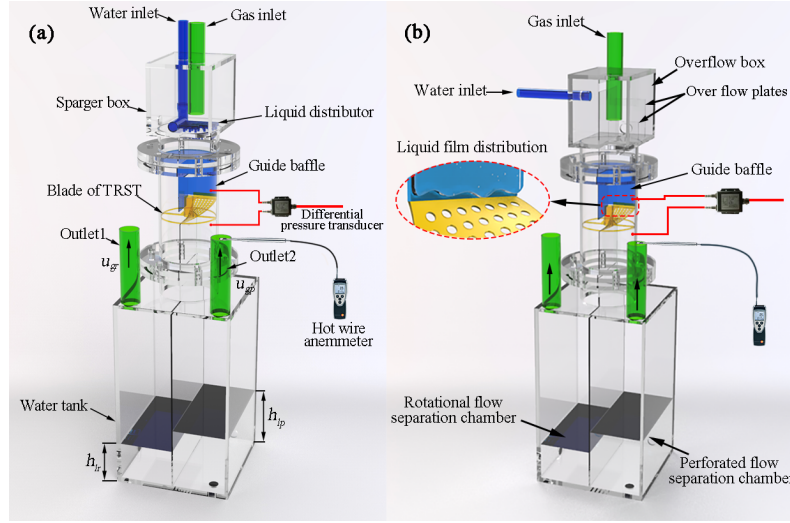 (a)
Water inlet
Gas inlet
Sparger box
Liquid distributor
Guide baffle
Blade of TRST
Differential
pressure transducer
Outlet1
u_gr
Outlet2
u_gp
Hot wire
anemmeter
Water tank
h_lp
h_lr
(b)
Gas inlet
Overflow box
Water inlet
Over flow plates
Liquid film distribution
Guide baffle
Rotational flow
separation chamber
Perforated flow
separation chamber